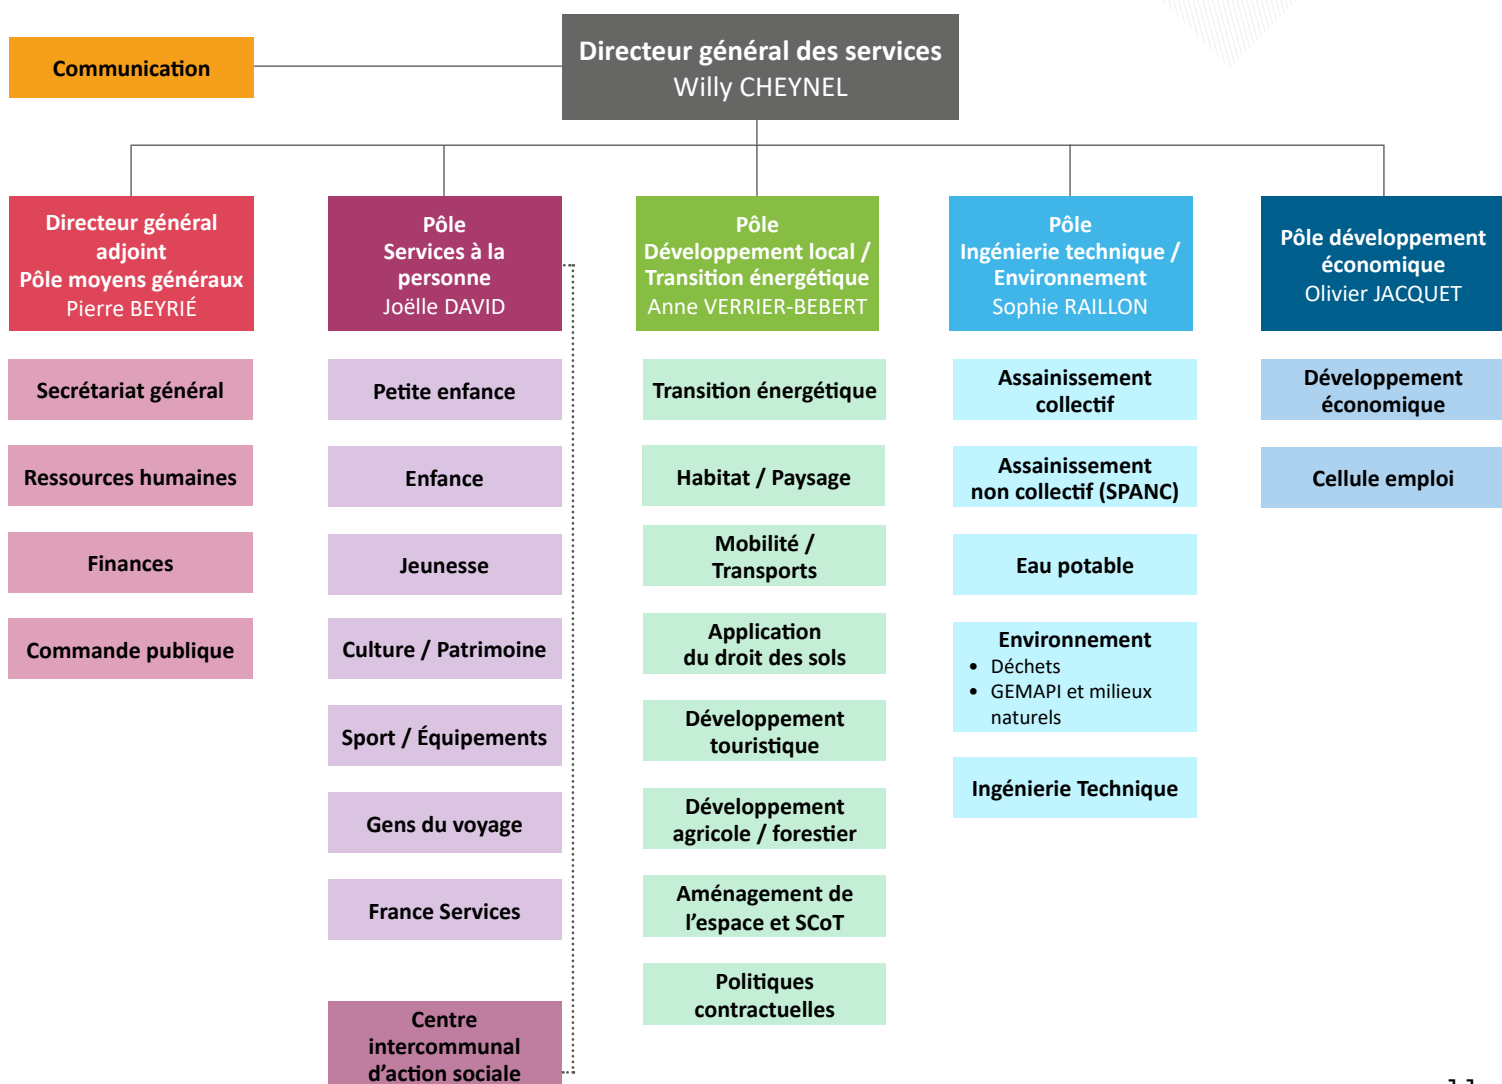 Communication
Directeur général des services
Willy CHEYNEL
Directeur général
adjoint
Pôle moyens généraux
Pierre BEYRIÉ
Secrétariat général
Ressources humaines
Finances
Commande publique
Pôle
Services à la
personne
Joëlle DAVID
Petite enfance
Enfance
Jeunesse
Culture / Patrimoine
Sport / Équipements
Gens du voyage
France Services
Centre
intercommunal
d'action sociale
Pôle
Développement local /
Transition énergétique
Anne VERRIER-BEBERT
Transition énergétique
Habitat / Paysage
Mobilité /
Transports
Application
du droit des sols
Développement
touristique
Développement
agricole / forestier
Aménagement de
l'espace et SCoT
Politiques
contractuelles
Pôle
Ingénierie technique /
Environnement
Sophie RAILLON
Assainissement
collectif
Assainissement
non collectif (SPANC)
Eau potable
Environnement
• Déchets
• GEMAPI et milieux
naturels
Ingénierie Technique
Pôle développement
économique
Olivier JACQUET
Développement
économique
Cellule emploi